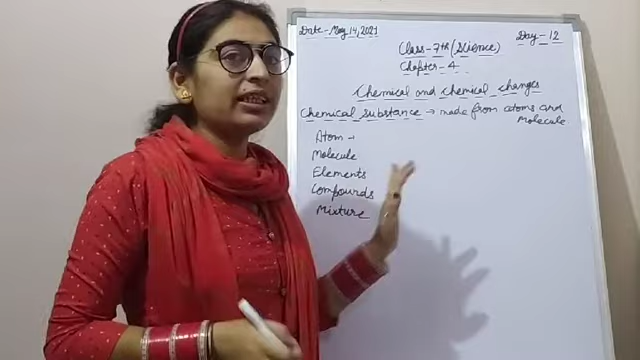 Date- May 14, 2021
Day- 12
Class-7th (Science)
Chapter-4
Chemical and chemical changes
Chemical substance → made from atoms and
Molecule
Atom →
Molecule
Elements
Compounds
Mixture